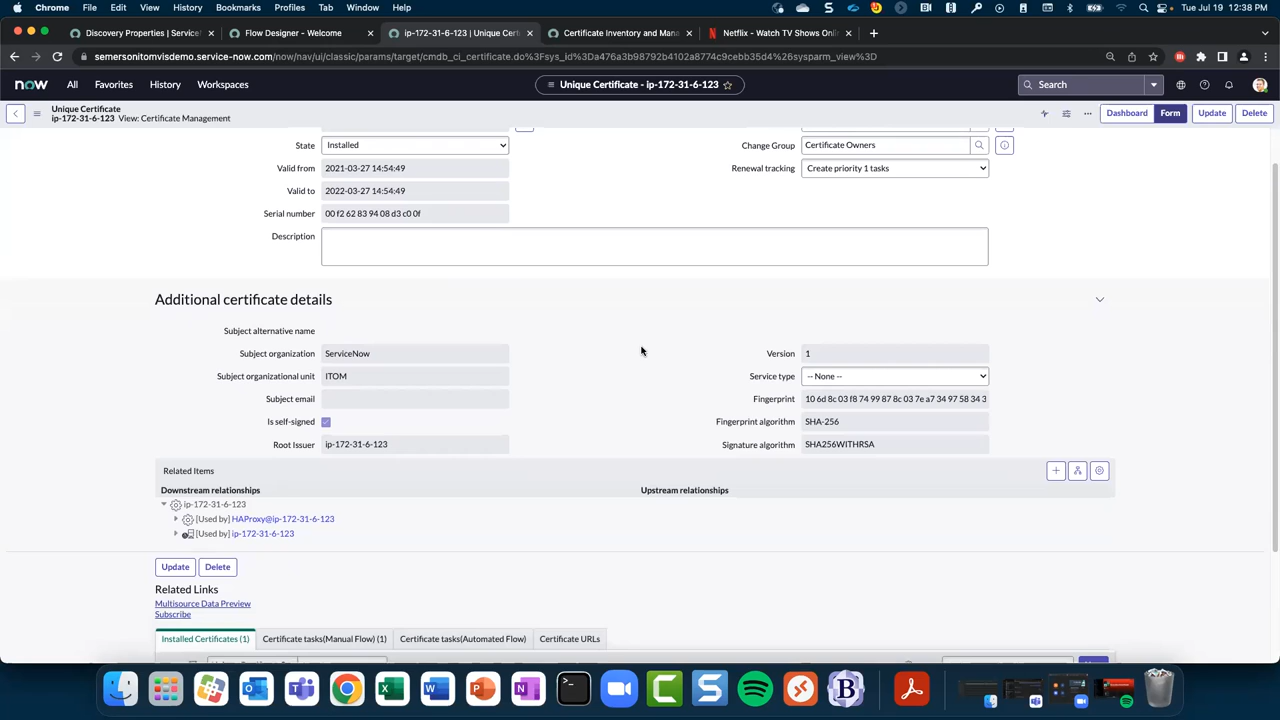 Chrome File Edit View History Bookmarks Profiles Tab Window Help Tue Jul 19 12:38 PM
Discovery Properties | Service × Flow Designer - Welcome × ip-172-31-6-123 | Unique Cert × Certificate Inventory and Man × Netflix - Watch TV Shows Onlin × +
semersonitomvisdemo.service-now.com/now/nav/ui/classic/params/target/cmdb_ci_certificate.do%3Fsys_id%3Da476a3b98792b4102a8774c9cebb35d4%26sysparm_view%3D
now All Favorites History Workspaces Unique Certificate - ip-172-31-6-123 Search
Unique Certificate
ip-172-31-6-123 View: Certificate Management
Dashboard Form Update Delete
State Installed Change Group Certificate Owners
Valid from 2021-03-27 14:54:49 Renewal tracking Create priority 1 tasks
Valid to 2022-03-27 14:54:49
Serial number 00 f2 62 83 94 08 d3 c0 0f
Description
Additional certificate details
Subject alternative name
Subject organization ServiceNow Version 1
Subject organizational unit ITOM Service type -- None --
Subject email Fingerprint 10 6d 8c 03 f8 74 99 87 8c 03 7e a7 34 97 58 34 3
Is self-signed Fingerprint algorithm SHA-256
Root Issuer ip-172-31-6-123 Signature algorithm SHA256WITHRSA
Related Items
Downstream relationships Upstream relationships
ip-172-31-6-123
[Used by] HAProxy@ip-172-31-6-123
[Used by] ip-172-31-6-123
Update Delete
Related Links
Multisource Data Preview
Subscribe
Installed Certificates (1) Certificate tasks(Manual Flow) (1) Certificate tasks(Automated Flow) Certificate URLs